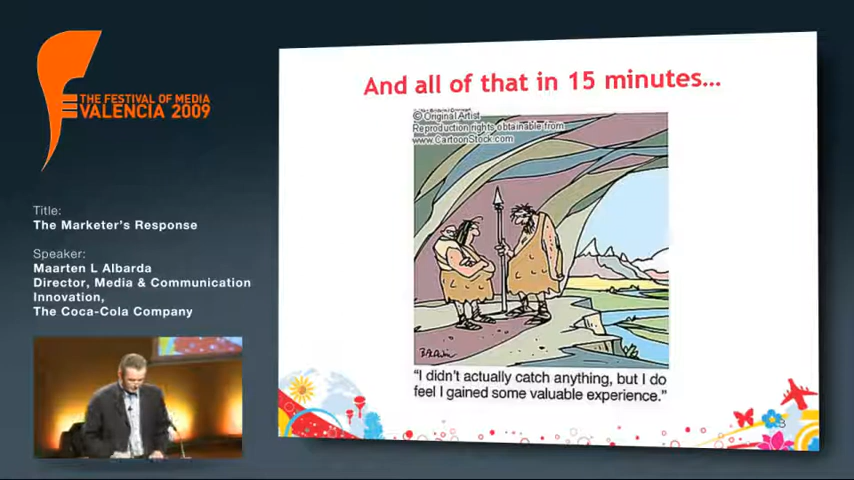 THE FESTIVAL OF MEDIA
VALENCIA 2009
Title:
The Marketer's Response
Speaker:
Maarten L Albarda
Director, Media & Communication
Innovation,
The Coca-Cola Company
And all of that in 15 minutes...
© Original Artist
Reproduction rights obtainable from
www.CartoonStock.com
"I didn't actually catch anything, but I do
feel I gained some valuable experience."